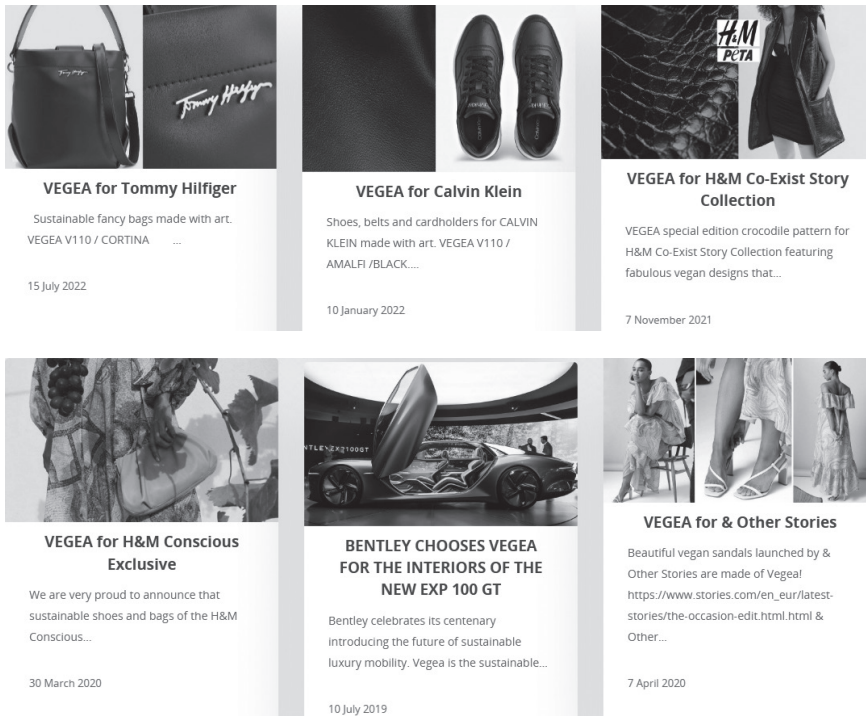 Tommy Hilfiger
Tommy Hilfiger
H&M
PETA
VEGEA for Tommy Hilfiger
Sustainable fancy bags made with art.
VEGEA V110 / CORTINA ...
15 July 2022
VEGEA for Calvin Klein
Shoes, belts and cardholders for CALVIN
KLEIN made with art. VEGEA V110 /
AMALFI /BLACK....
10 January 2022
VEGEA for H&M Co-Exist Story
Collection
VEGEA special edition crocodile pattern for
H&M Co-Exist Story Collection featuring
fabulous vegan designs that...
7 November 2021
NTLEY EXP 100 GT
VEGEA for H&M Conscious
Exclusive
We are very proud to announce that
sustainable shoes and bags of the H&M
Conscious...
30 March 2020
BENTLEY CHOOSES VEGEA
FOR THE INTERIORS OF THE
NEW EXP 100 GT
Bentley celebrates its centenary
introducing the future of sustainable
luxury mobility. Vegea is the sustainable...
10 July 2019
VEGEA for & Other Stories
Beautiful vegan sandals launched by &
Other Stories are made of Vegea!
https://www.stories.com/en_eur/latest-
stories/the-occasion-edit.html.html &
Other...
7 April 2020